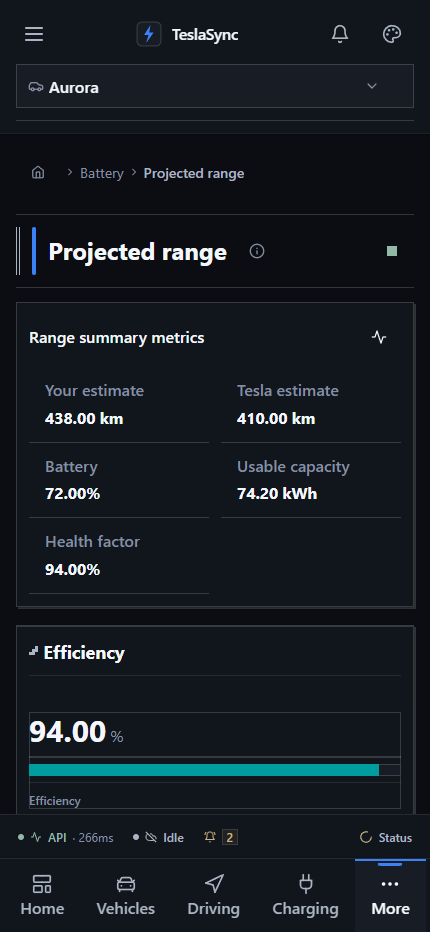 TeslaSync
Aurora
Battery
Projected range
Projected range
Range summary metrics
Your estimate
Tesla estimate
438.00 km
410.00 km
Battery
Usable capacity
72.00%
74.20 kWh
Health factor
94.00%
Efficiency
94.00 %
Efficiency
API · 266ms
Idle
2
Status
Home
Vehicles
Driving
Charging
More